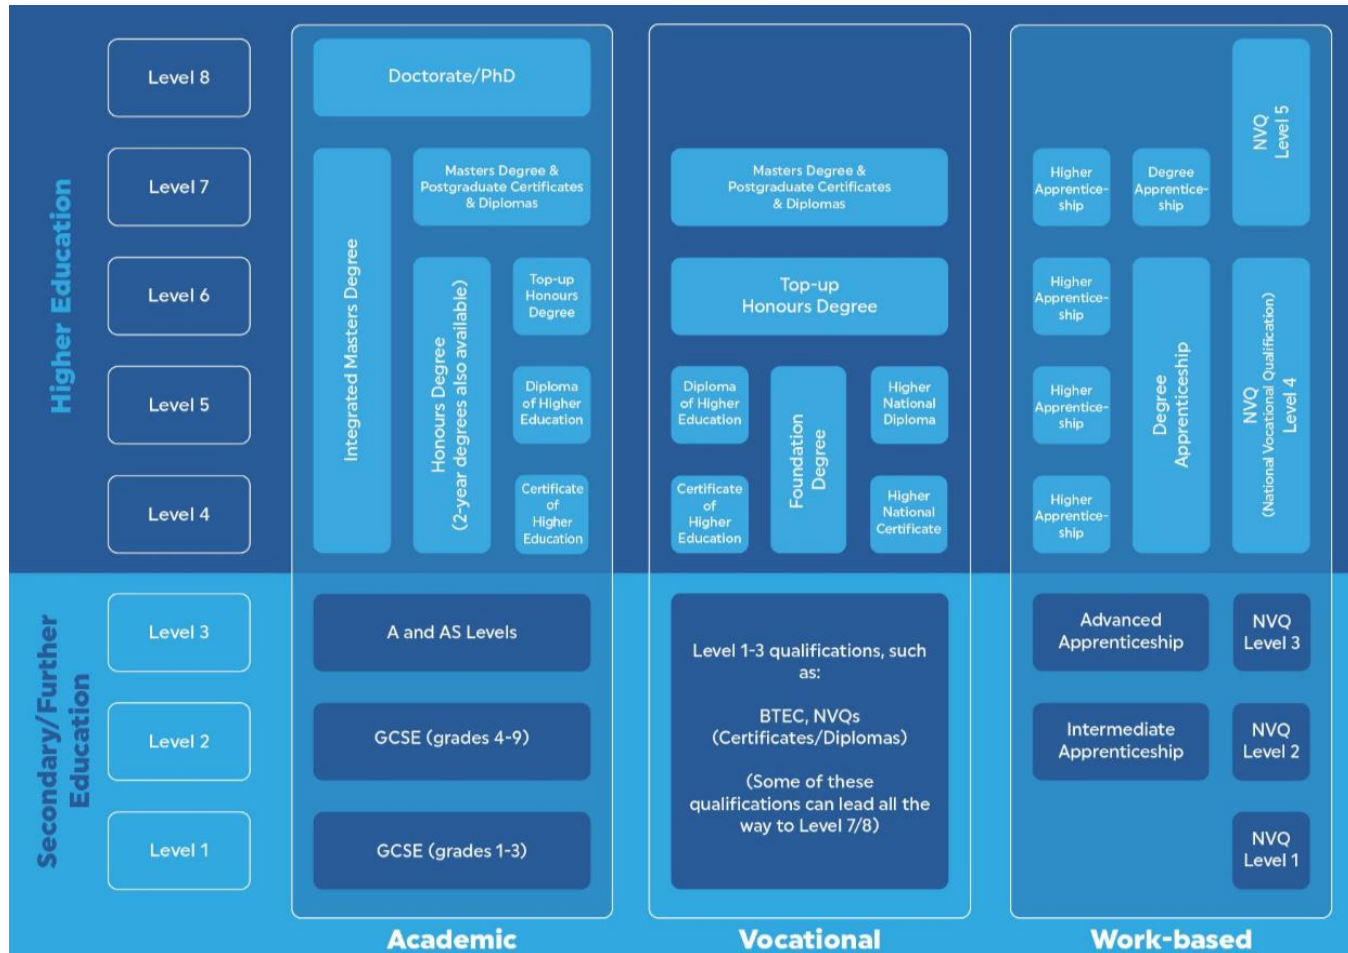 Higher Education
Secondary/Further
Education
Level 8
Level 7
Level 6
Level 5
Level 4
Level 3
Level 2
Level 1
Doctorate/PhD
Integrated Masters Degree
Masters Degree &
Postgraduate Certificates
& Diplomas
Honours Degree
(2-year degrees also available)
Top-up
Honours
Degree
Diploma
of Higher
Education
Certificate
of
Higher
Education
A and AS Levels
GCSE (grades 4-9)
GCSE (grades 1-3)
Academic
Masters Degree &
Postgraduate Certificates
& Diplomas
Top-up
Honours Degree
Diploma
of Higher
Education
Foundation
Degree
Higher
National
Diploma
Certificate
of
Higher
Education
Higher
National
Certificate
Level 1-3 qualifications, such
as:
BTEC, NVQs
(Certificates/Diplomas)
(Some of these
qualifications can lead all the
way to Level 7/8)
Vocational
NVQ
Level 5
Higher
Apprentice-
ship
Degree
Apprentice-
ship
Higher
Apprentice-
ship
Degree
Apprenticeship
NVQ
(National Vocational Qualification)
Level 4
Higher
Apprentice-
ship
Higher
Apprentice-
ship
Advanced
Apprenticeship
NVQ
Level 3
Intermediate
Apprenticeship
NVQ
Level 2
NVQ
Level 1
Work-based